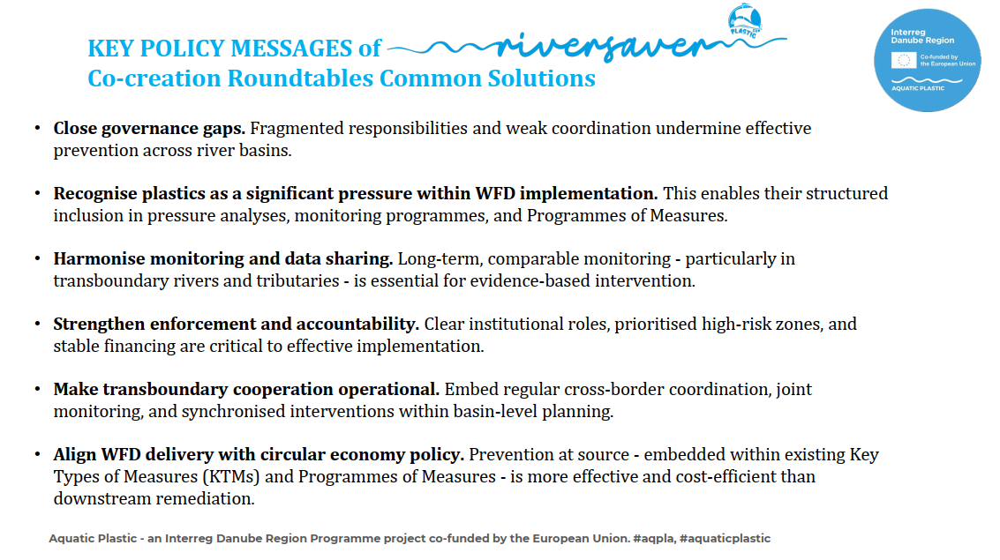 KEY POLICY MESSAGES of riversaver
PLASTIC CUP
Co-creation Roundtables Common Solutions
Interreg
Danube Region
Co-funded by
the European Union
AQUATIC PLASTIC
• Close governance gaps. Fragmented responsibilities and weak coordination undermine effective
prevention across river basins.
• Recognise plastics as a significant pressure within WFD implementation. This enables their structured
inclusion in pressure analyses, monitoring programmes, and Programmes of Measures.
• Harmonise monitoring and data sharing. Long-term, comparable monitoring - particularly in
transboundary rivers and tributaries - is essential for evidence-based intervention.
• Strengthen enforcement and accountability. Clear institutional roles, prioritised high-risk zones, and
stable financing are critical to effective implementation.
• Make transboundary cooperation operational. Embed regular cross-border coordination, joint
monitoring, and synchronised interventions within basin-level planning.
• Align WFD delivery with circular economy policy. Prevention at source - embedded within existing Key
Types of Measures (KTMs) and Programmes of Measures - is more effective and cost-efficient than
downstream remediation.
Aquatic Plastic - an Interreg Danube Region Programme project co-funded by the European Union. #aqpla, #aquaticplastic